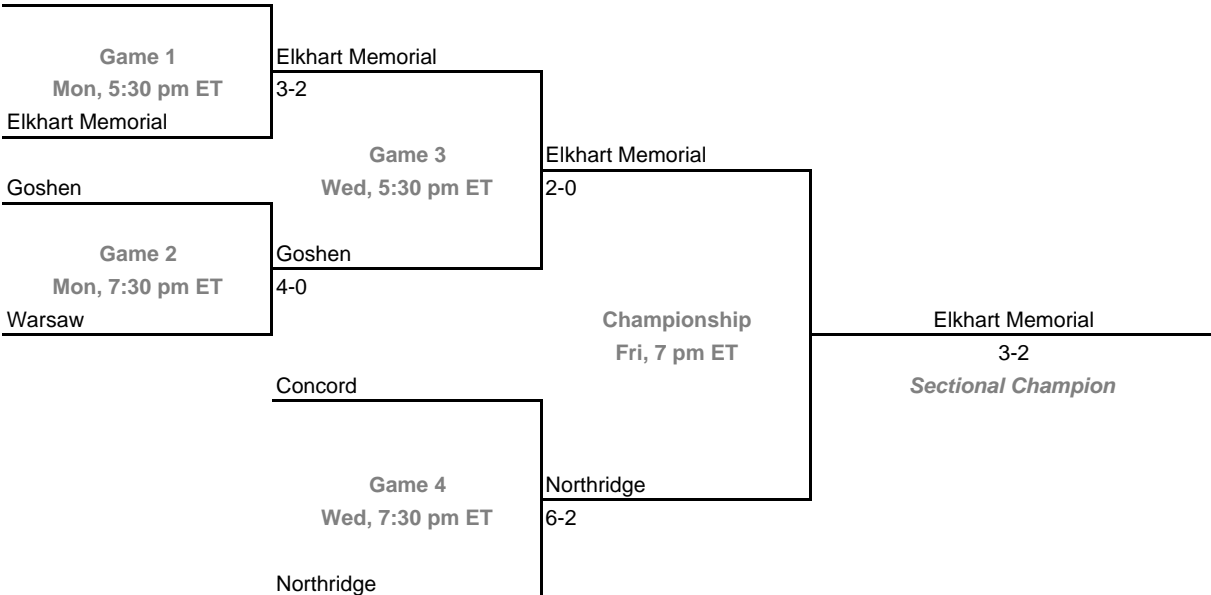 Game 1
Elkhart Memorial
Mon, 5:30 pm ET
3-2
Elkhart Memorial
Game 3
Elkhart Memorial
Goshen
Wed, 5:30 pm ET
2-0
Game 2
Goshen
Mon, 7:30 pm ET
4-0
Warsaw
Championship
Elkhart Memorial
Fri, 7 pm ET
3-2
Concord
Sectional Champion
Game 4
Northridge
Wed, 7:30 pm ET
6-2
Northridge